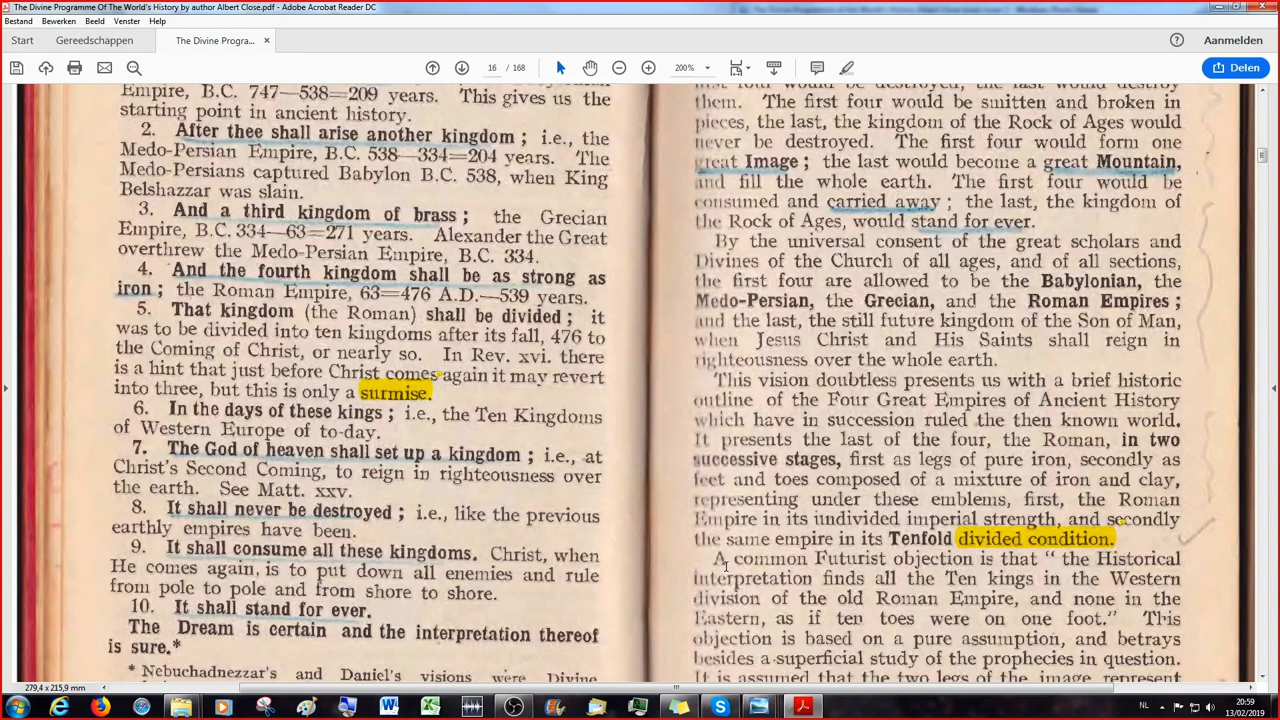 The Divine Programme Of The World's History by author Albert Close.pdf - Adobe Acrobat Reader DC
Bestand Bewerken Beeld Venster Help
Start Gereedschappen The Divine Progra... × Aanmelden
16 / 168 200% Delen
Empire, B.C. 747—538=209 years. This gives us the
starting point in ancient history.
2. After thee shall arise another kingdom ; i.e., the
Medo-Persian Empire, B.C. 538—334=204 years. The
Medo-Persians captured Babylon B.C. 538, when King
Belshazzar was slain.
3. And a third kingdom of brass ; the Grecian
Empire, B.C. 334—63=271 years. Alexander the Great
overthrew the Medo-Persian Empire, B.C. 334.
4. And the fourth kingdom shall be as strong as
iron ; the Roman Empire, 63=476 A.D.—539 years.
5. That kingdom (the Roman) shall be divided ; it
was to be divided into ten kingdoms after its fall, 476 to
the Coming of Christ, or nearly so. In Rev. xvi. there
is a hint that just before Christ comes again it may revert
into three, but this is only a surmise.
6. In the days of these kings ; i.e., the Ten Kingdoms
of Western Europe of to-day.
7. The God of heaven shall set up a kingdom ; i.e., at
Christ's Second Coming, to reign in righteousness over
the earth. See Matt. xxv.
8. It shall never be destroyed ; i.e., like the previous
earthly empires have been.
9. It shall consume all these kingdoms. Christ, when
He comes again, is to put down all enemies and rule
from pole to pole and from shore to shore.
10. It shall stand for ever.
The Dream is certain and the interpretation thereof
is sure.*
* Nebuchadnezzar's and Daniel's visions were Divine
first four would be destroyed, the last would destroy
them. The first four would be smitten and broken in
pieces, the last, the kingdom of the Rock of Ages would
never be destroyed. The first four would form one
great Image ; the last would become a great Mountain,
and fill the whole earth. The first four would be
consumed and carried away ; the last, the kingdom of
the Rock of Ages, would stand for ever.
By the universal consent of the great scholars and
Divines of the Church of all ages, and of all sections,
the first four are allowed to be the Babylonian, the
Medo-Persian, the Grecian, and the Roman Empires ;
and the last, the still future kingdom of the Son of Man,
when Jesus Christ and His Saints shall reign in
righteousness over the whole earth.
This vision doubtless presents us with a brief historic
outline of the Four Great Empires of Ancient History
which have in succession ruled the then known world.
It presents the last of the four, the Roman, in two
successive stages, first as legs of pure iron, secondly as
feet and toes composed of a mixture of iron and clay,
representing under these emblems, first, the Roman
Empire in its undivided imperial strength, and secondly
the same empire in its Tenfold divided condition.
A common Futurist objection is that " the Historical
interpretation finds all the Ten kings in the Western
division of the old Roman Empire, and none in the
Eastern, as if ten toes were on one foot." This
objection is based on a pure assumption, and betrays
besides a superficial study of the prophecies in question.
It is assumed that the two legs of the image represent
279,4 x 215,9 mm
NL 20:59
13/02/2019